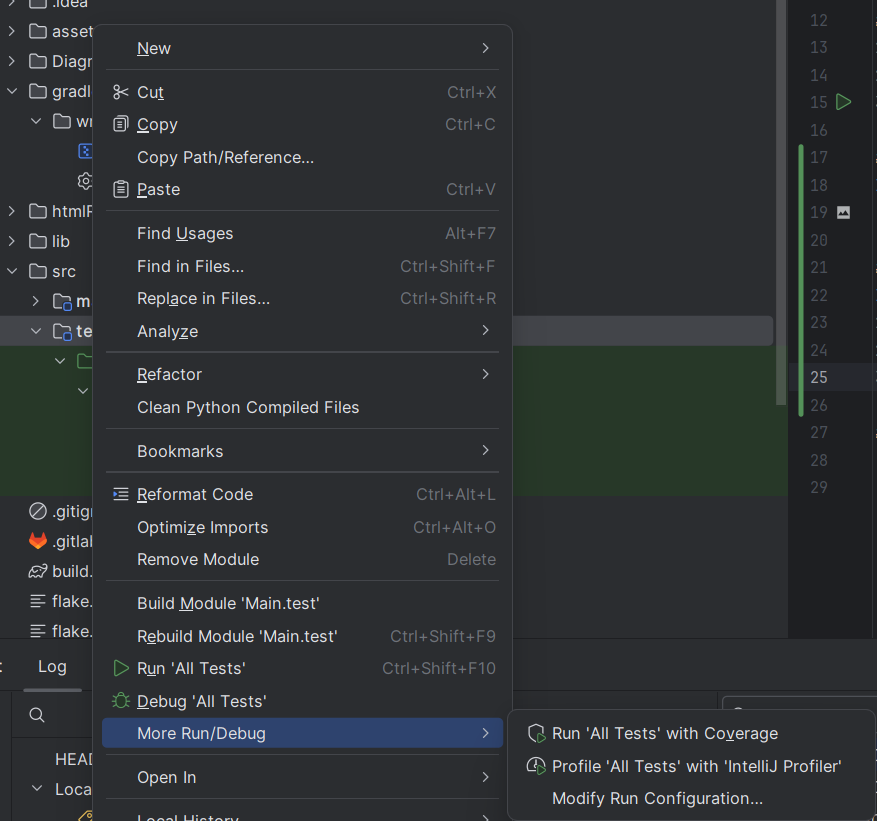 .idea
asset
Diagr
gradl
wr
htmlP
lib
src
m
te
.gitig
.gitlal
build.
flake.
flake.
New
Cut Ctrl+X
Copy Ctrl+C
Copy Path/Reference...
Paste Ctrl+V
Find Usages Alt+F7
Find in Files... Ctrl+Shift+F
Replace in Files... Ctrl+Shift+R
Analyze
Refactor
Clean Python Compiled Files
Bookmarks
Reformat Code Ctrl+Alt+L
Optimize Imports Ctrl+Alt+O
Remove Module Delete
Build Module 'Main.test'
Rebuild Module 'Main.test' Ctrl+Shift+F9
Run 'All Tests' Ctrl+Shift+F10
Debug 'All Tests'
More Run/Debug
Open In
Local History
Run 'All Tests' with Coverage
Profile 'All Tests' with 'IntelliJ Profiler'
Modify Run Configuration...
12
13
14
15
16
17
18
19
20
21
22
23
24
25
26
27
28
29
: Log
HEAD
Loca